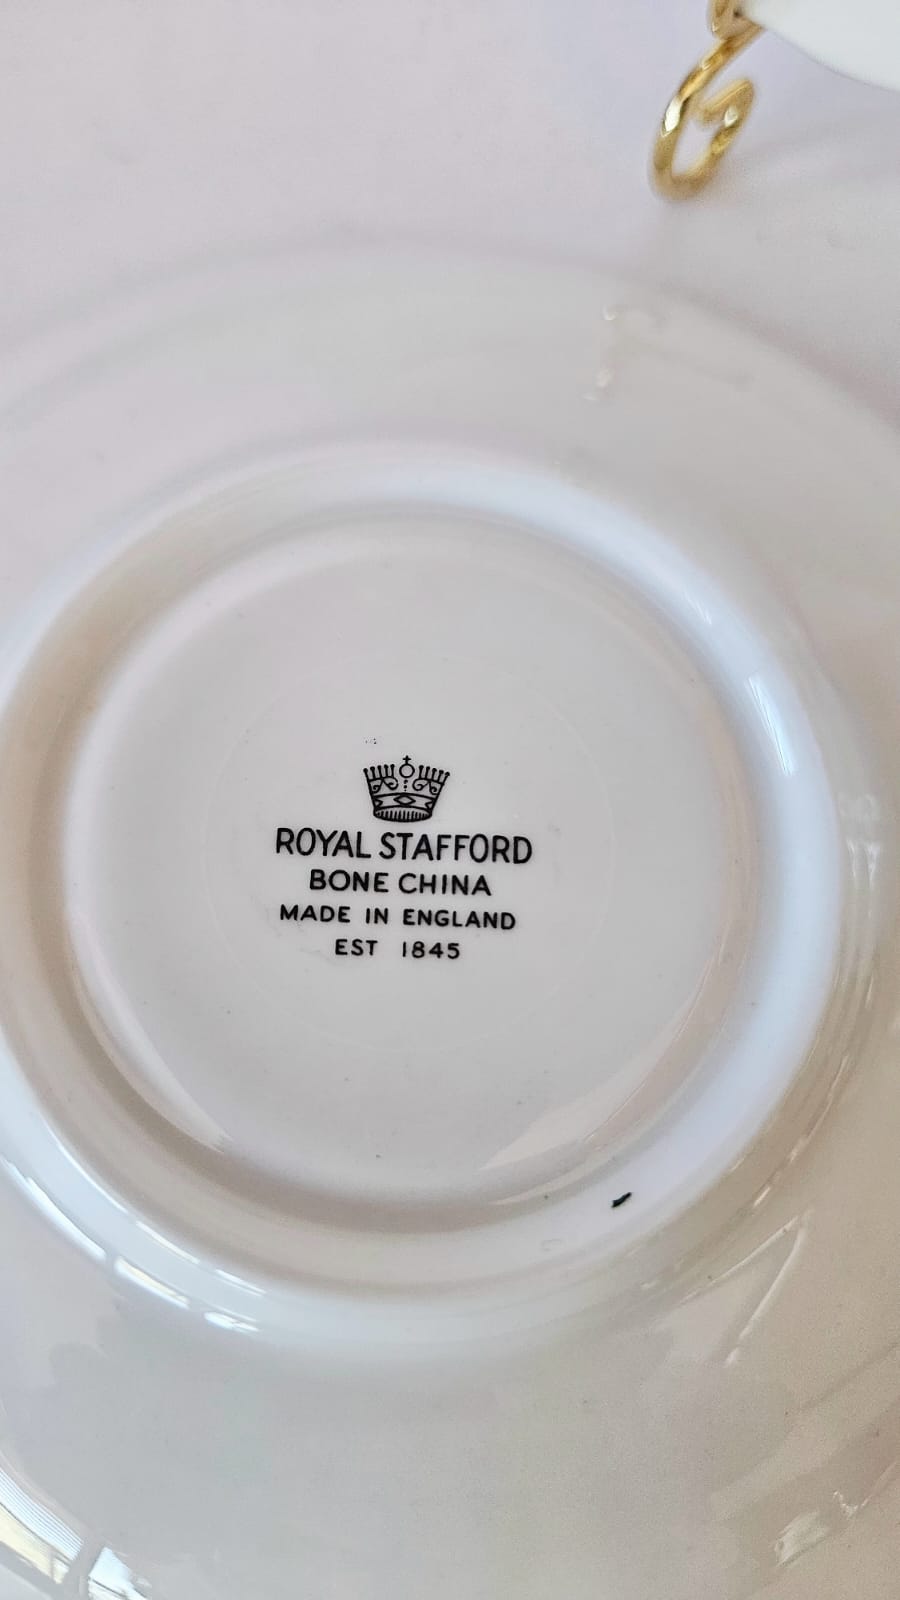 ROYAL STAFFORD
BONE CHINA
MADE IN ENGLAND
EST 1845